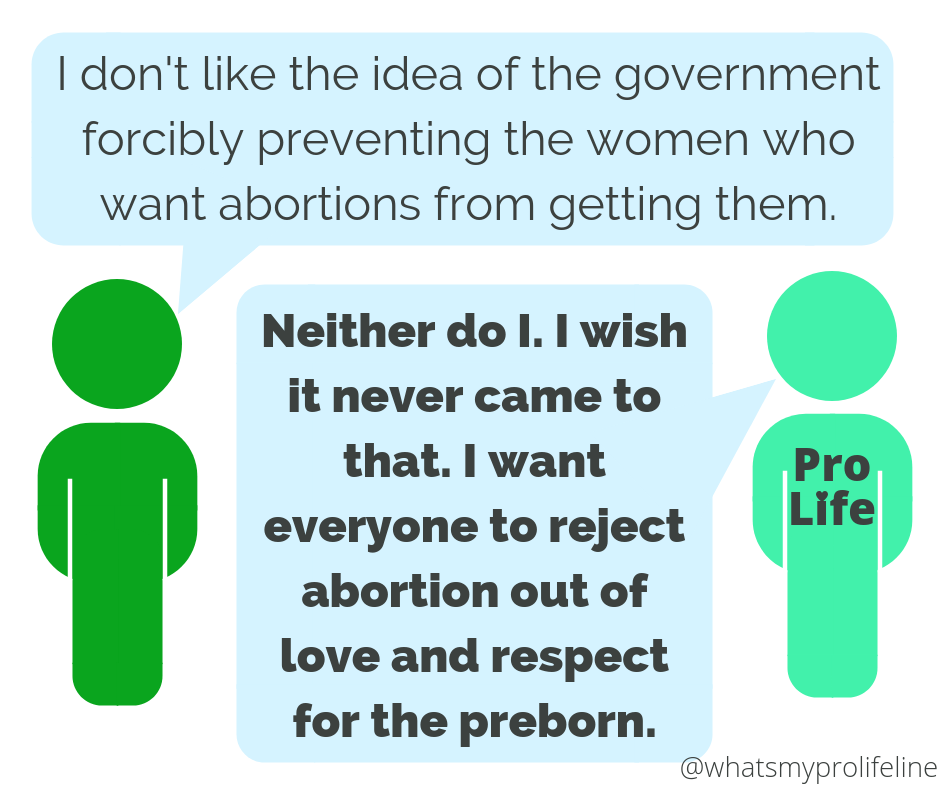 I don't like the idea of the government
forcibly preventing the women who
want abortions from getting them.
Neither do I. I wish
it never came to
that. I want
everyone to reject
abortion out of
love and respect
for the preborn.
Pro
Life
@whatsmyprolifeline